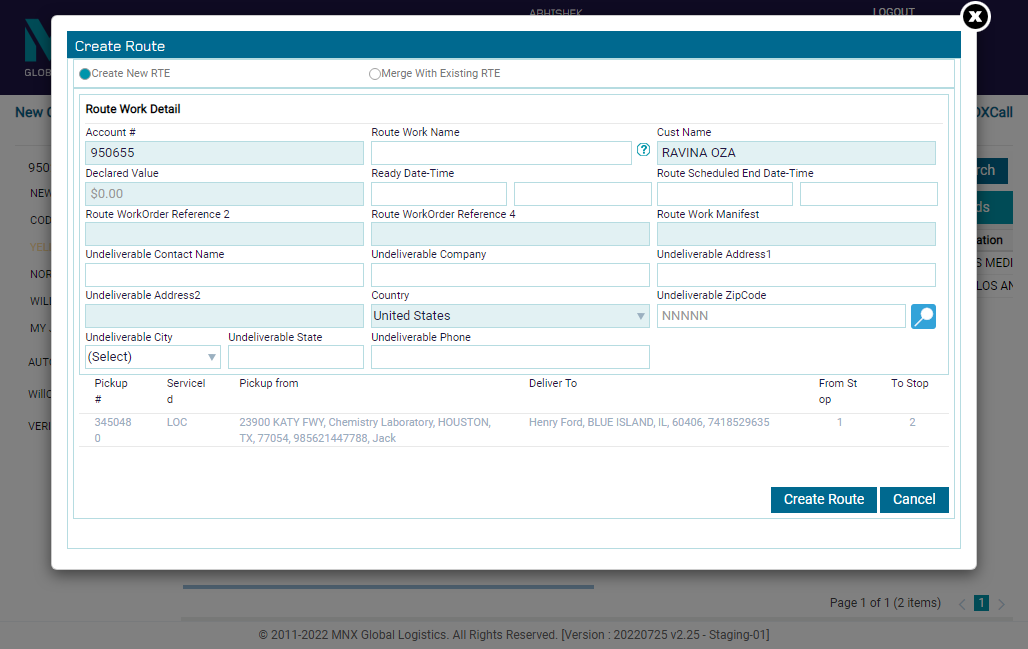 ABHISHEK
LOGOUT
GLOB
New
Create Route
Create New RTE
Merge With Existing RTE
Route Work Detail
Account #
Route Work Name
Cust Name
950655
RAVINA OZA
Declared Value
Ready Date-Time
Route Scheduled End Date-Time
$0.00
Route WorkOrder Reference 2
Route WorkOrder Reference 4
Route Work Manifest
Undeliverable Contact Name
Undeliverable Company
Undeliverable Address1
Undeliverable Address2
Country
Undeliverable ZipCode
United States
NNNNN
Undeliverable City
Undeliverable State
Undeliverable Phone
(Select)
Pickup
#
ServiceI
d
Pickup from
Deliver To
From St
op
To Stop
345048
0
LOC
23900 KATY FWY, Chemistry Laboratory, HOUSTON,
TX, 77054, 985621447788, Jack
Henry Ford, BLUE ISLAND, IL, 60406, 7418529635
1
2
Create Route
Cancel
950
NEW
COD
YEL
NOR
WILL
MY
AUT
WillC
VERI
XCall
rch
ds
ation
S MEDI
LOS AN
Page 1 of 1 (2 items)
1
© 2011-2022 MNX Global Logistics. All Rights Reserved. [Version : 20220725 v2.25 - Staging-01]